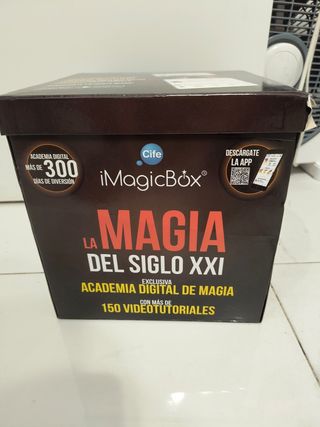 Cife
iMagicBox®
ACADEMIA DIGITAL
MÁS DE 300
DÍAS DE DIVERSIÓN
DESCÁRGATE
LA APP
LA MAGIA
DEL SIGLO XXI
EXCLUSIVA
ACADEMIA DIGITAL DE MAGIA
CON MÁS DE
150 VIDEOTUTORIALES